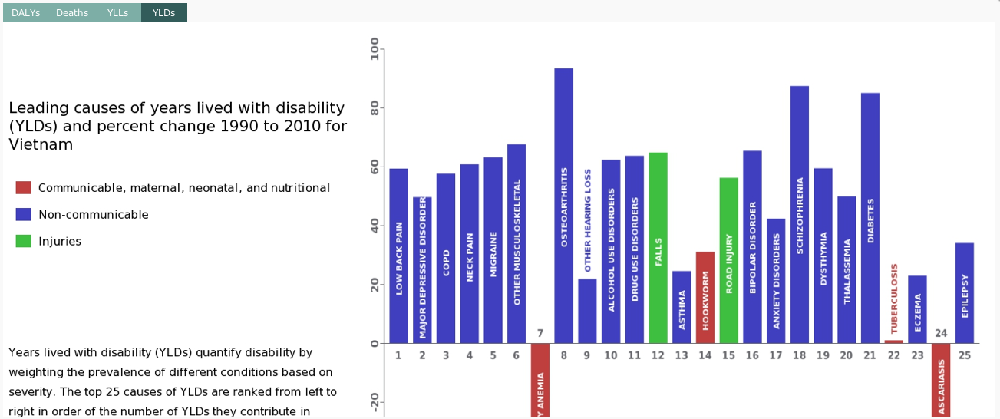 DALYs Deaths YLLs YLDs
Leading causes of years lived with disability
(YLDs) and percent change 1990 to 2010 for
Vietnam
Communicable, maternal, neonatal, and nutritional
Non-communicable
Injuries
Years lived with disability (YLDs) quantify disability by
weighting the prevalence of different conditions based on
severity. The top 25 causes of YLDs are ranked from left to
right in order of the number of YLDs they contribute in
100
80
60
40
20
0
-20
LOW BACK PAIN
MAJOR DEPRESSIVE DISORDER
COPD
NECK PAIN
MIGRAINE
OTHER MUSCULOSKELETAL
Y ANEMIA
OSTEOARTHRITIS
OTHER HEARING LOSS
ALCOHOL USE DISORDERS
DRUG USE DISORDERS
FALLS
ASTHMA
HOOKWORM
ROAD INJURY
BIPOLAR DISORDER
ANXIETY DISORDERS
SCHIZOPHRENIA
DYSTHYMIA
THALASSEMIA
DIABETES
TUBERCULOSIS
ECZEMA
ASCARIASIS
EPILEPSY
1 2 3 4 5 6 7 8 9 10 11 12 13 14 15 16 17 18 19 20 21 22 23 24 25